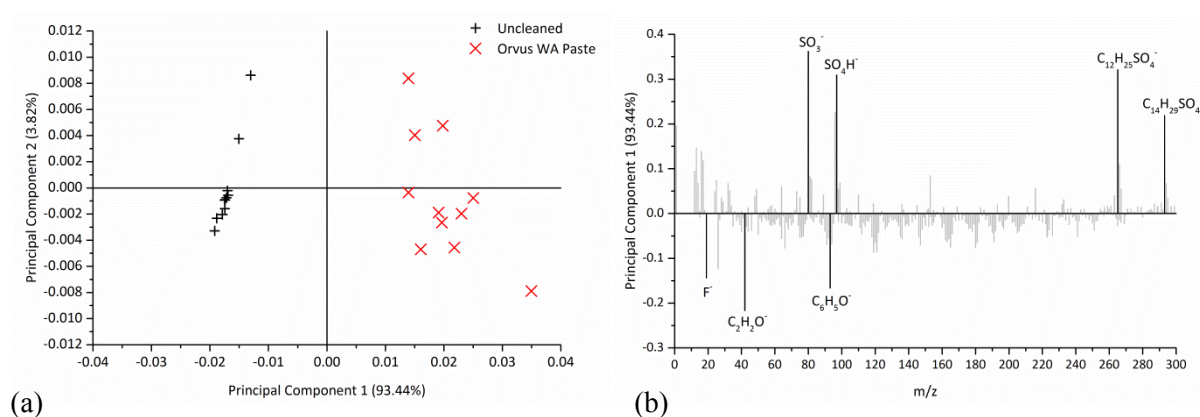 Uncleaned
Orvus WA Paste
0.012
0.010
0.008
0.006
0.004
0.002
0.000
-0.002
-0.004
-0.006
-0.008
-0.010
-0.012
Principal Component 2 (3.82%)
-0.04 -0.03 -0.02 -0.01 0.00 0.01 0.02 0.03 0.04
Principal Component 1 (93.44%)
(a)
0.4
0.3
0.2
0.1
0.0
-0.1
-0.2
-0.3
Principal Component 1 (93.44%)
SO₃⁻
SO₄H⁻
C₁₂H₂₅SO₄⁻
C₁₄H₂₉SO₄
F⁻
C₂H₂O⁻
C₆H₅O⁻
0 20 40 60 80 100 120 140 160 180 200 220 240 260 280 300
m/z
(b)